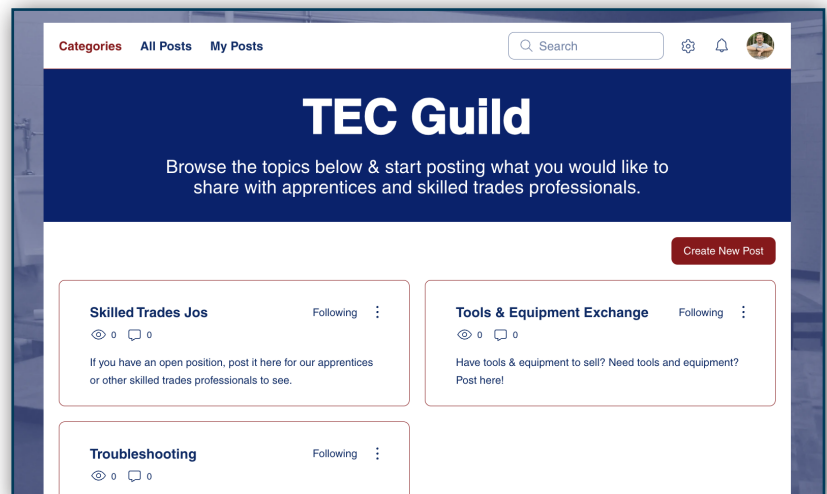 Categories All Posts My Posts Search
TEC Guild
Browse the topics below & start posting what you would like to
share with apprentices and skilled trades professionals.
Create New Post
Skilled Trades Jos Following
0 0
If you have an open position, post it here for our apprentices
or other skilled trades professionals to see.
Tools & Equipment Exchange Following
0 0
Have tools & equipment to sell? Need tools and equipment?
Post here!
Troubleshooting Following
0 0